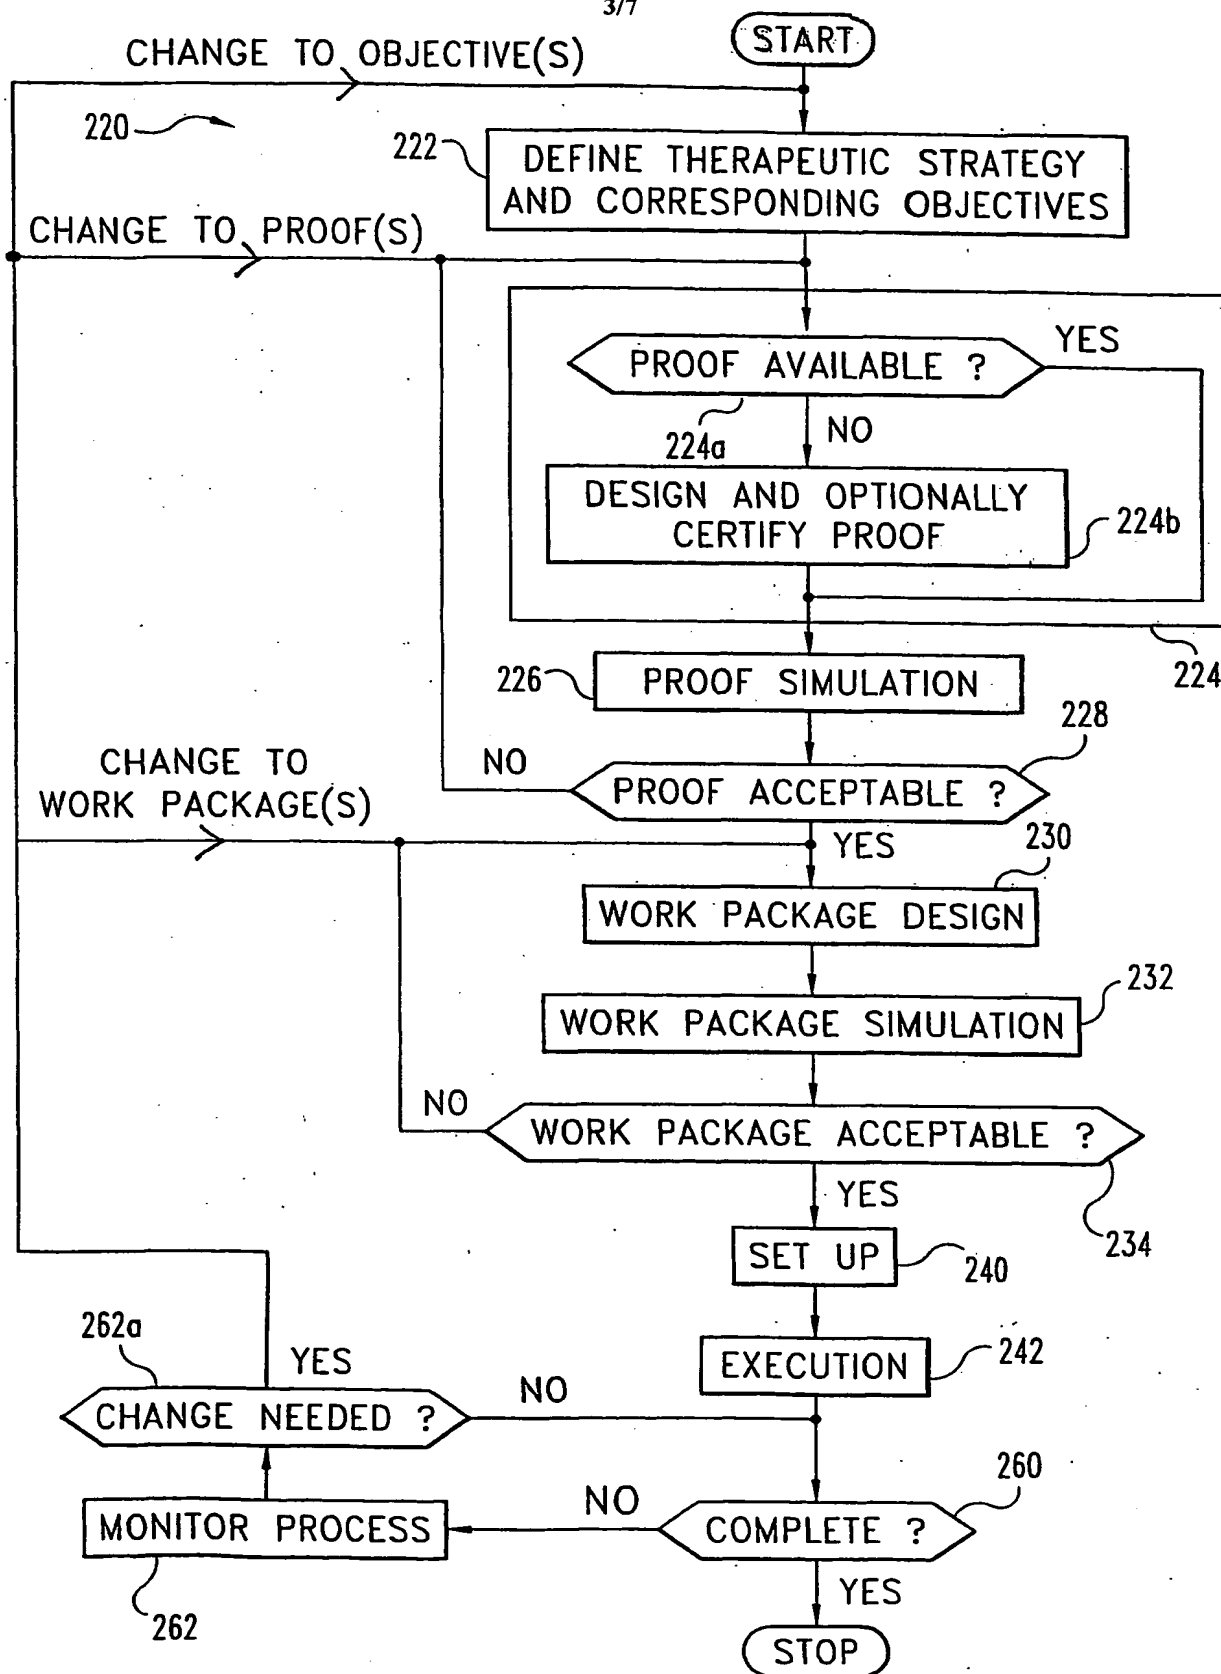 3/7
START
CHANGE TO OBJECTIVE(S)
220
222
DEFINE THERAPEUTIC STRATEGY
AND CORRESPONDING OBJECTIVES
CHANGE TO PROOF(S)
PROOF AVAILABLE ?
YES
224a
NO
DESIGN AND OPTIONALLY
CERTIFY PROOF
224b
224
226
PROOF SIMULATION
228
NO
PROOF ACCEPTABLE ?
CHANGE TO
WORK PACKAGE(S)
YES
230
WORK PACKAGE DESIGN
232
WORK PACKAGE SIMULATION
NO
WORK PACKAGE ACCEPTABLE ?
YES
234
SET UP
240
262a
YES
EXECUTION
242
CHANGE NEEDED ?
NO
260
MONITOR PROCESS
NO
COMPLETE ?
262
YES
STOP